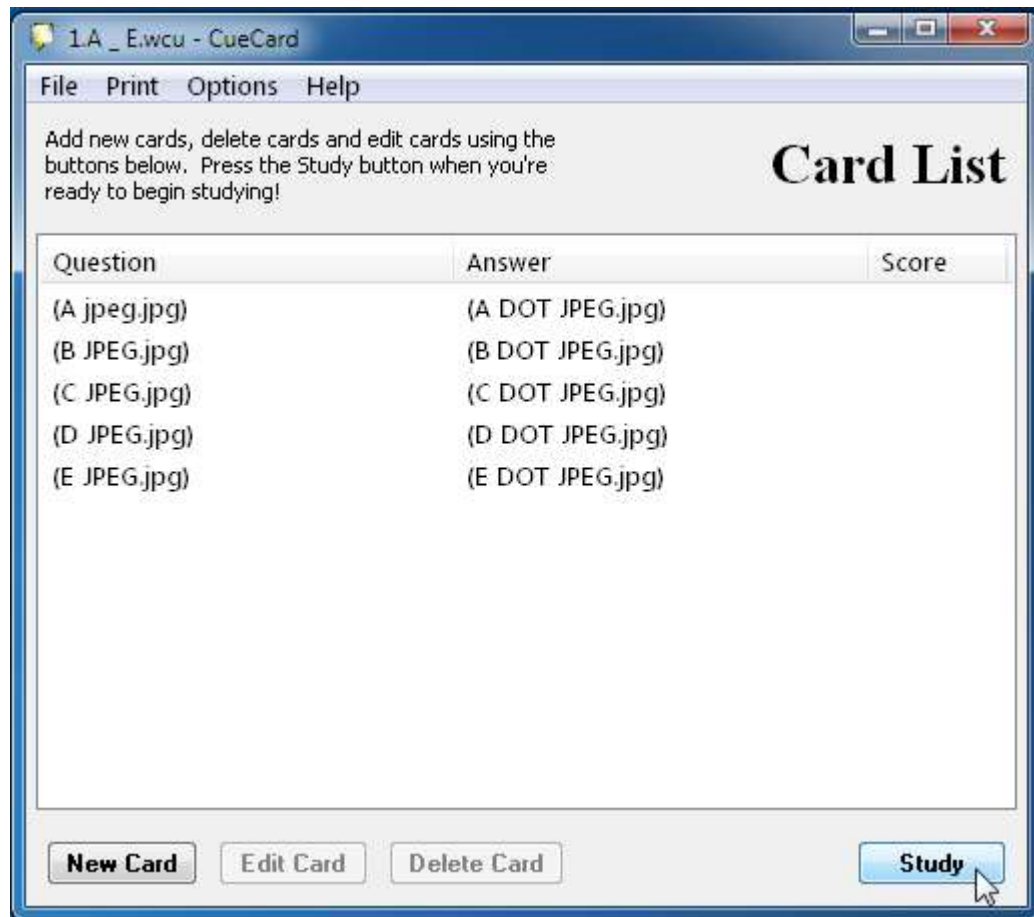 1.A _ E.wcu - CueCard
File Print Options Help
Add new cards, delete cards and edit cards using the
buttons below. Press the Study button when you're
ready to begin studying!
Card List
Question Answer Score
(A jpeg.jpg) (A DOT JPEG.jpg)
(B JPEG.jpg) (B DOT JPEG.jpg)
(C JPEG.jpg) (C DOT JPEG.jpg)
(D JPEG.jpg) (D DOT JPEG.jpg)
(E JPEG.jpg) (E DOT JPEG.jpg)
New Card Edit Card Delete Card Study